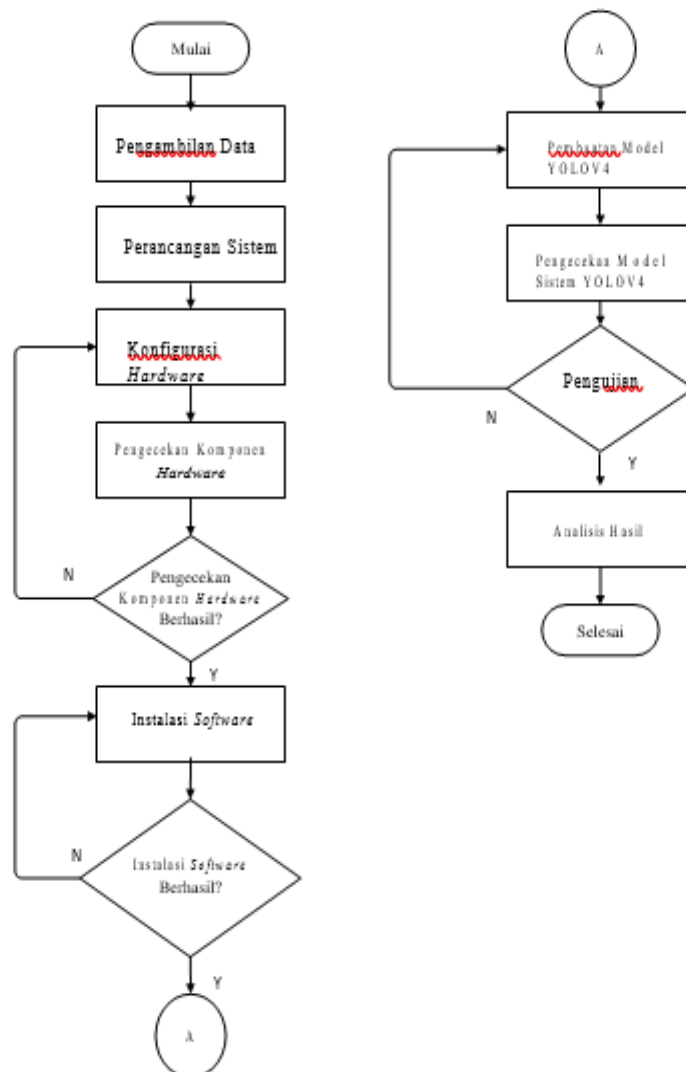 Mulai
Pengambilan Data
Perancangan Sistem
Konfigurasi
Hardware
Pengecekan Komponen
Hardware
N
Pengecekan
Komponen Hardware
Berhasil?
Y
Instalasi Software
N
Instalasi Software
Berhasil?
Y
A
A
Pembuatan Model
YOLOV4
Pengecekan Model
Sistem YOLOV4
Pengujian
N
Y
Analisis Hasil
Selesai